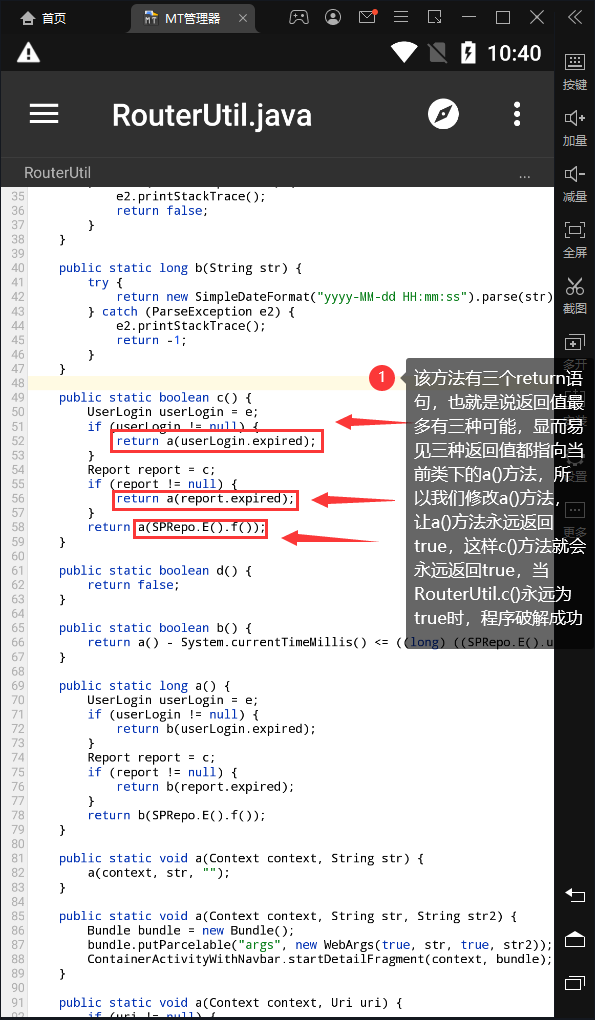 首页
MT管理器
10:40
RouterUtil.java
RouterUtil
...
按键
加量
减量
全屏
截图
多开
更多
35 e2.printStackTrace();
36 return false;
37 }
38 }
39
40 public static long b(String str) {
41 try {
42 return new SimpleDateFormat("yyyy-MM-dd HH:mm:ss").parse(str)
43 } catch (ParseException e2) {
44 e2.printStackTrace();
45 return -1;
46 }
47 }
48
49 public static boolean c() {
50 UserLogin userLogin = e;
51 if (userLogin != null) {
52 return a(userLogin.expired);
53 }
54 Report report = c;
55 if (report != null) {
56 return a(report.expired);
57 }
58 return a(SPRepo.E().f());
59 }
60
61 public static boolean d() {
62 return false;
63 }
64
65 public static boolean b() {
66 return a() - System.currentTimeMillis() <= ((long) ((SPRepo.E().u
67 }
68
69 public static long a() {
70 UserLogin userLogin = e;
71 if (userLogin != null) {
72 return b(userLogin.expired);
73 }
74 Report report = c;
75 if (report != null) {
76 return b(report.expired);
77 }
78 return b(SPRepo.E().f());
79 }
80
81 public static void a(Context context, String str) {
82 a(context, str, "");
83 }
84
85 public static void a(Context context, String str, String str2) {
86 Bundle bundle = new Bundle();
87 bundle.putParcelable("args", new WebArgs(true, str, true, str2));
88 ContainerActivityWithNavbar.startDetailFragment(context, bundle);
89 }
90
91 public static void a(Context context, Uri uri) {
92 if (uri != null) {
1
该方法有三个return语
句，也就是说返回值最
多有三种可能，显而易
见三种返回值都指向当
前类下的a()方法，所
以我们修改a()方法，
让a()方法永远返回
true，这样c()方法就会
永远返回true，当
RouterUtil.c()永远为
true时，程序破解成功